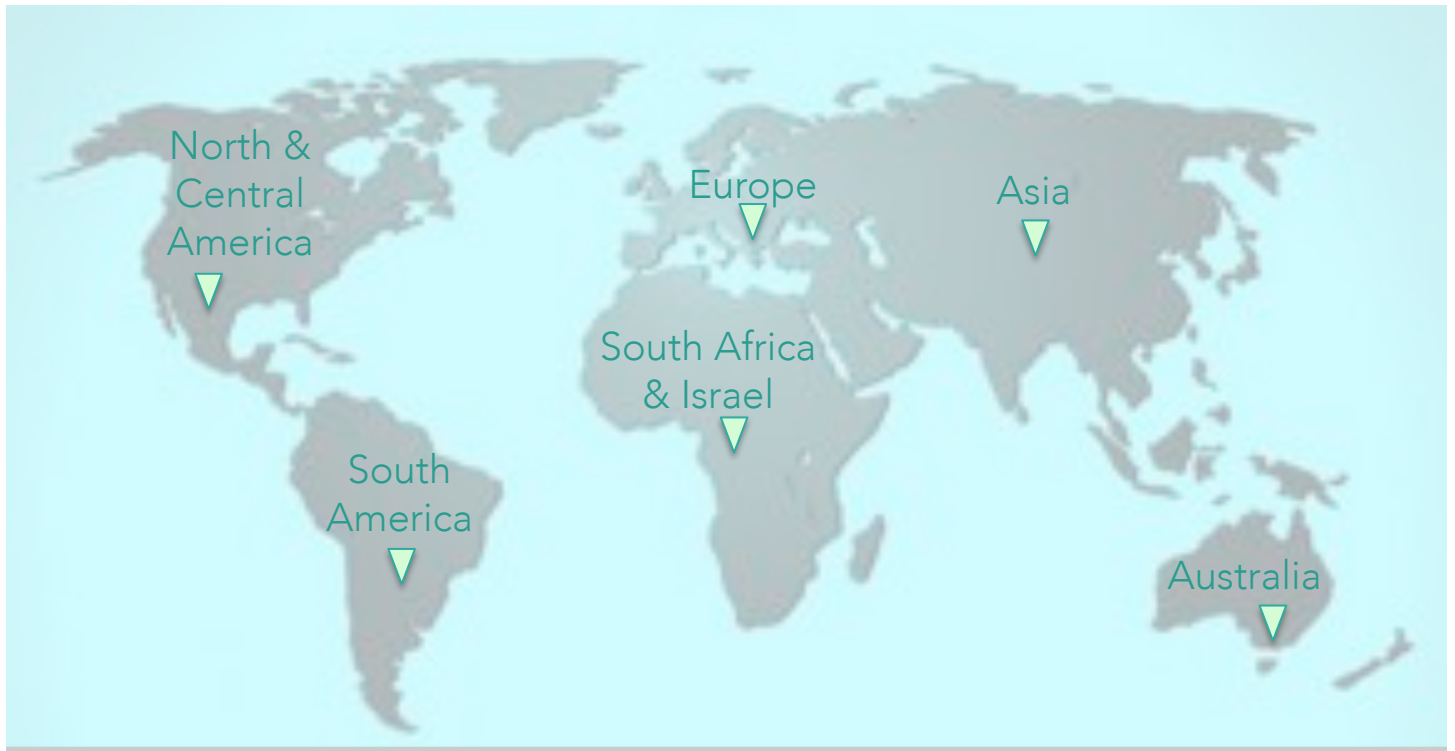 North &
Central
America
Europe
Asia
South Africa
& Israel
South
America
Australia